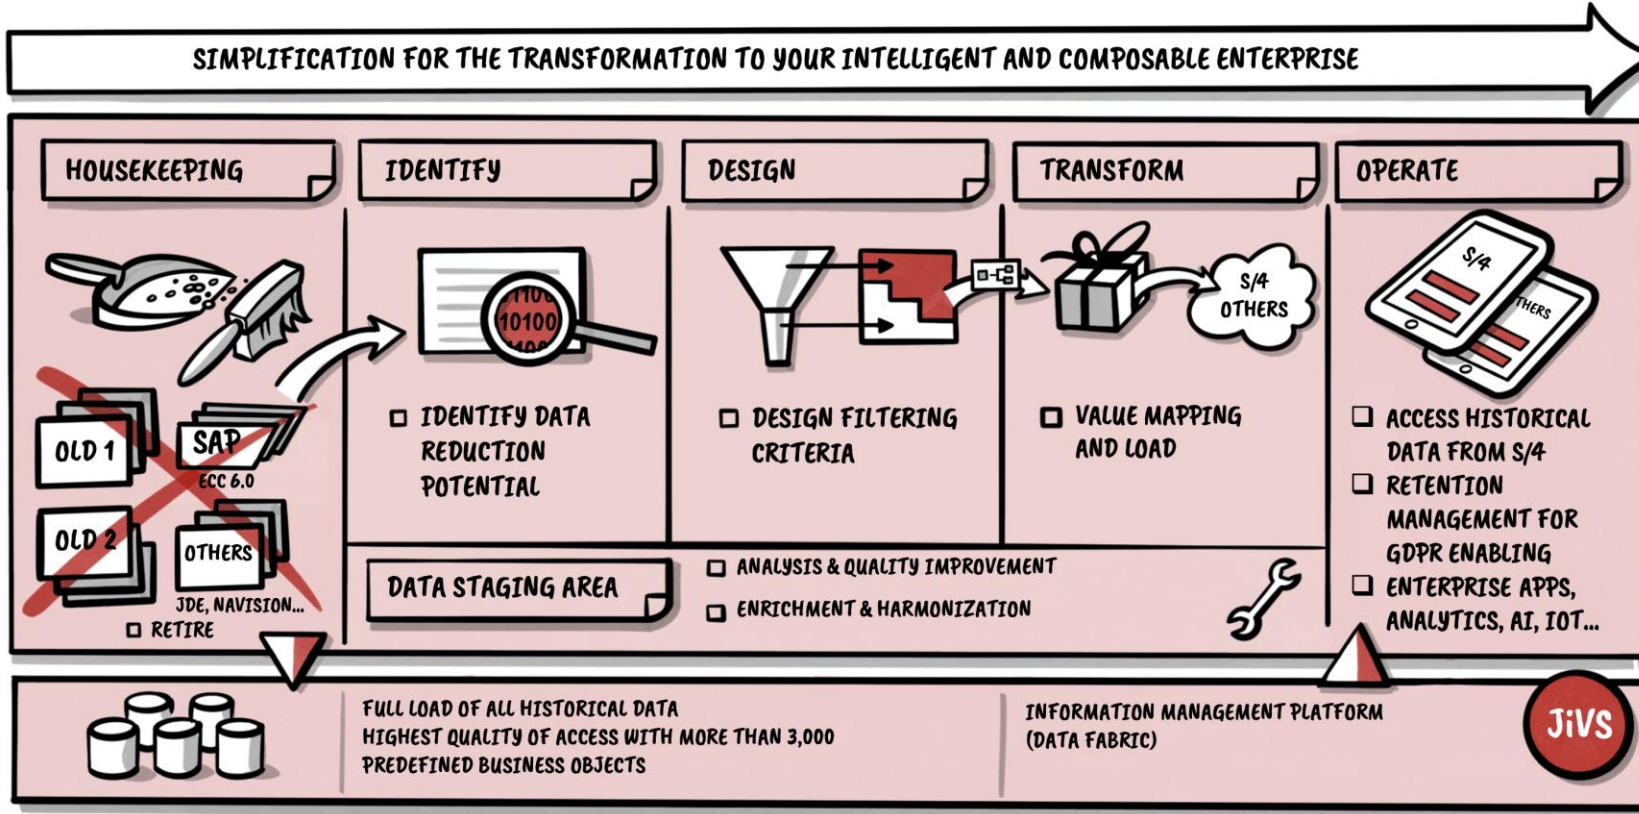 SIMPLIFICATION FOR THE TRANSFORMATION TO YOUR INTELLIGENT AND COMPOSABLE ENTERPRISE
HOUSEKEEPING
OLD 1
SAP
ECC 6.0
OLD 2
OTHERS
JDE, NAVISION...
RETIRE
IDENTIFY
10100
IDENTIFY DATA
REDUCTION
POTENTIAL
DESIGN
DESIGN FILTERING
CRITERIA
TRANSFORM
S/4
OTHERS
VALUE MAPPING
AND LOAD
DATA STAGING AREA
ANALYSIS & QUALITY IMPROVEMENT
ENRICHMENT & HARMONIZATION
OPERATE
S/4
THERS
ACCESS HISTORICAL
DATA FROM S/4
RETENTION
MANAGEMENT FOR
GDPR ENABLING
ENTERPRISE APPS,
ANALYTICS, AI, IOT...
FULL LOAD OF ALL HISTORICAL DATA
HIGHEST QUALITY OF ACCESS WITH MORE THAN 3,000
PREDEFINED BUSINESS OBJECTS
INFORMATION MANAGEMENT PLATFORM
(DATA FABRIC)
JiVS